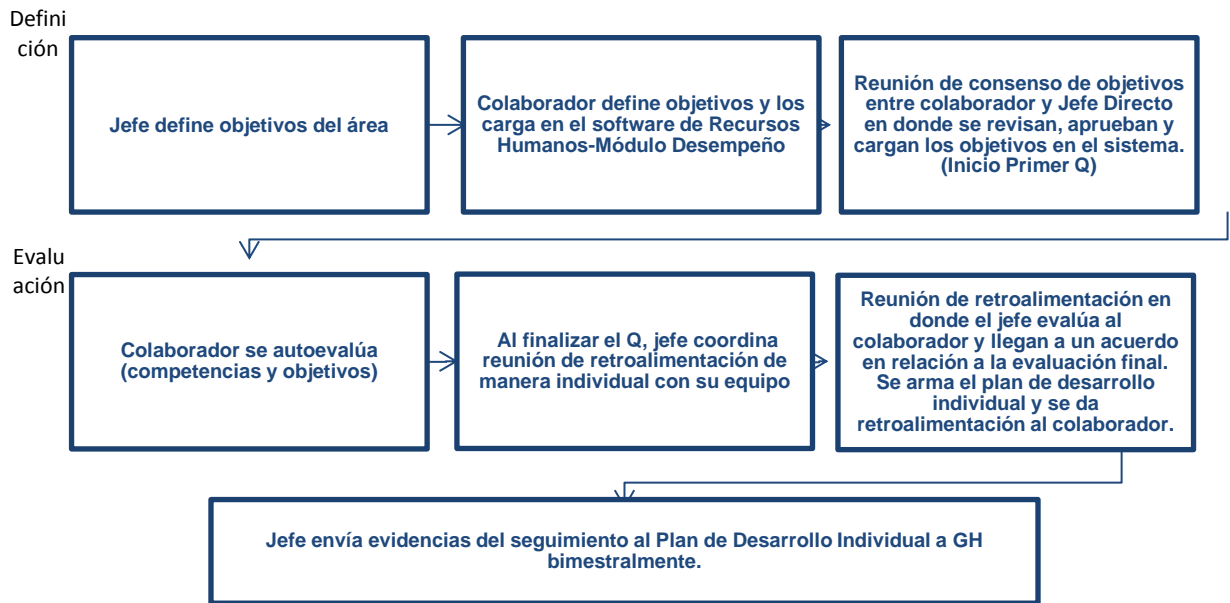 Defini
ción
Jefe define objetivos del área
Colaborador define objetivos y los
carga en el software de Recursos
Humanos-Módulo Desempeño
Reunión de consenso de objetivos
entre colaborador y Jefe Directo
en donde se revisan, aprueban y
cargan los objetivos en el sistema.
(Inicio Primer Q)
Evalu
ación
Colaborador se autoevalúa
(competencias y objetivos)
Al finalizar el Q, jefe coordina
reunión de retroalimentación de
manera individual con su equipo
Reunión de retroalimentación en
donde el jefe evalúa al
colaborador y llegan a un acuerdo
en relación a la evaluación final.
Se arma el plan de desarrollo
individual y se da
retroalimentación al colaborador.
Jefe envía evidencias del seguimiento al Plan de Desarrollo Individual a GH
bimestralmente.